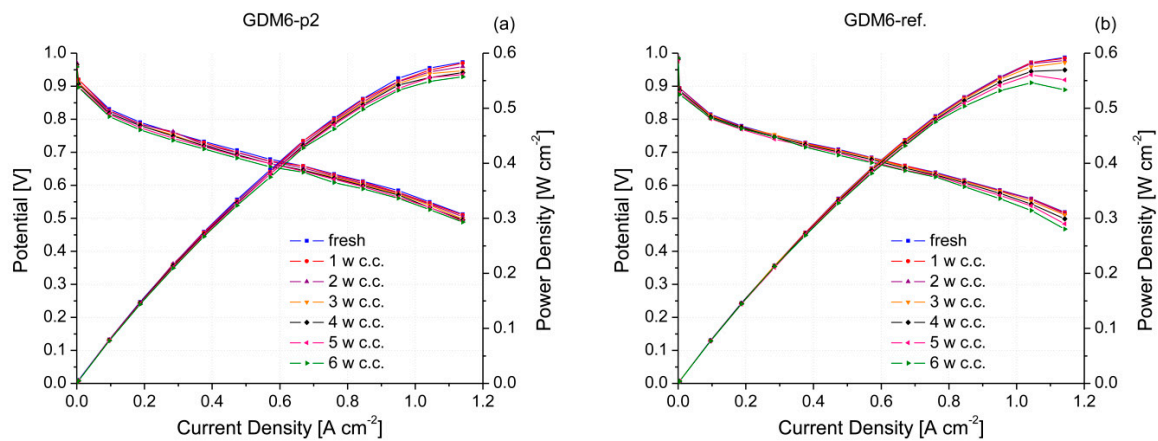 GDM6-p2
(a)
1.0
0.9
0.8
0.7
0.6
0.5
0.4
0.3
0.2
0.1
0.0
Potential [V]
0.6
0.5
0.4
0.3
0.2
0.1
0.0
Power Density [W cm-2]
fresh
1 w c.c.
2 w c.c.
3 w c.c.
4 w c.c.
5 w c.c.
6 w c.c.
0.0 0.2 0.4 0.6 0.8 1.0 1.2
Current Density [A cm-2]
GDM6-ref.
(b)
1.0
0.9
0.8
0.7
0.6
0.5
0.4
0.3
0.2
0.1
0.0
Potential [V]
0.6
0.5
0.4
0.3
0.2
0.1
0.0
Power Density [W cm-2]
fresh
1 w c.c.
2 w c.c.
3 w c.c.
4 w c.c.
5 w c.c.
6 w c.c.
0.0 0.2 0.4 0.6 0.8 1.0 1.2
Current Density [A cm-2]